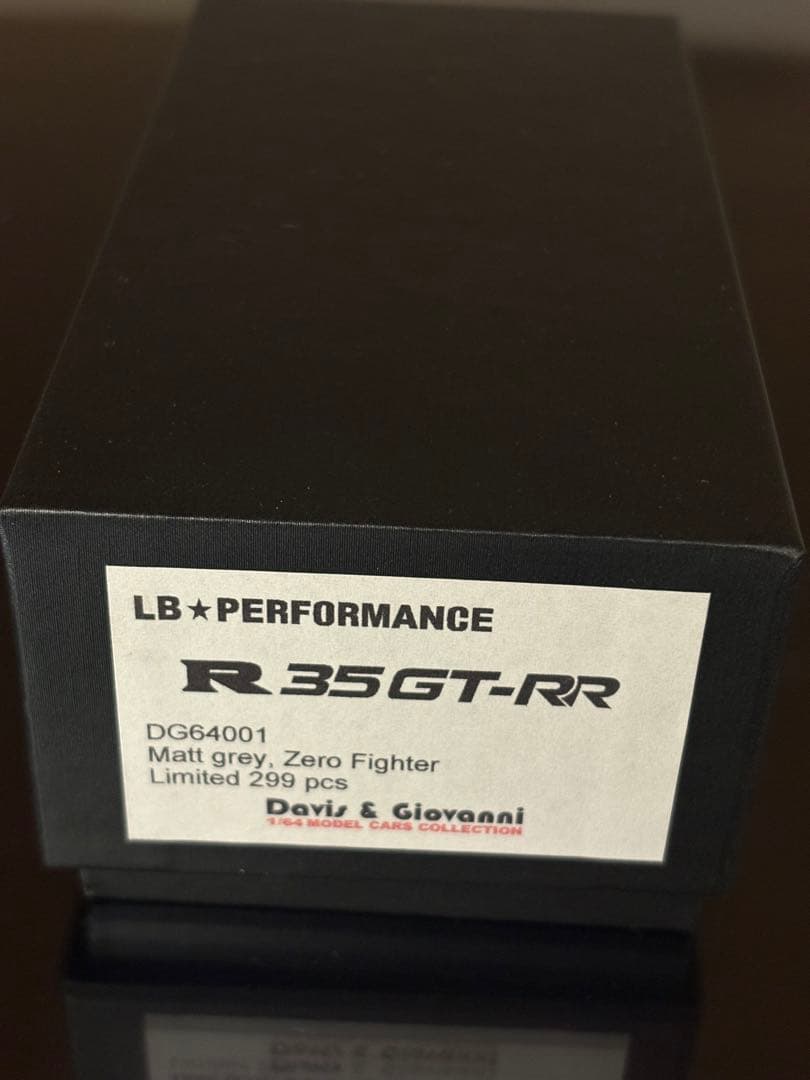 LB★PERFORMANCE
R35GT-RR
DG64001
Matt grey, Zero Fighter
Limited 299 pcs
Davis & Giovanni
1/64 MODEL CARS COLLECTION